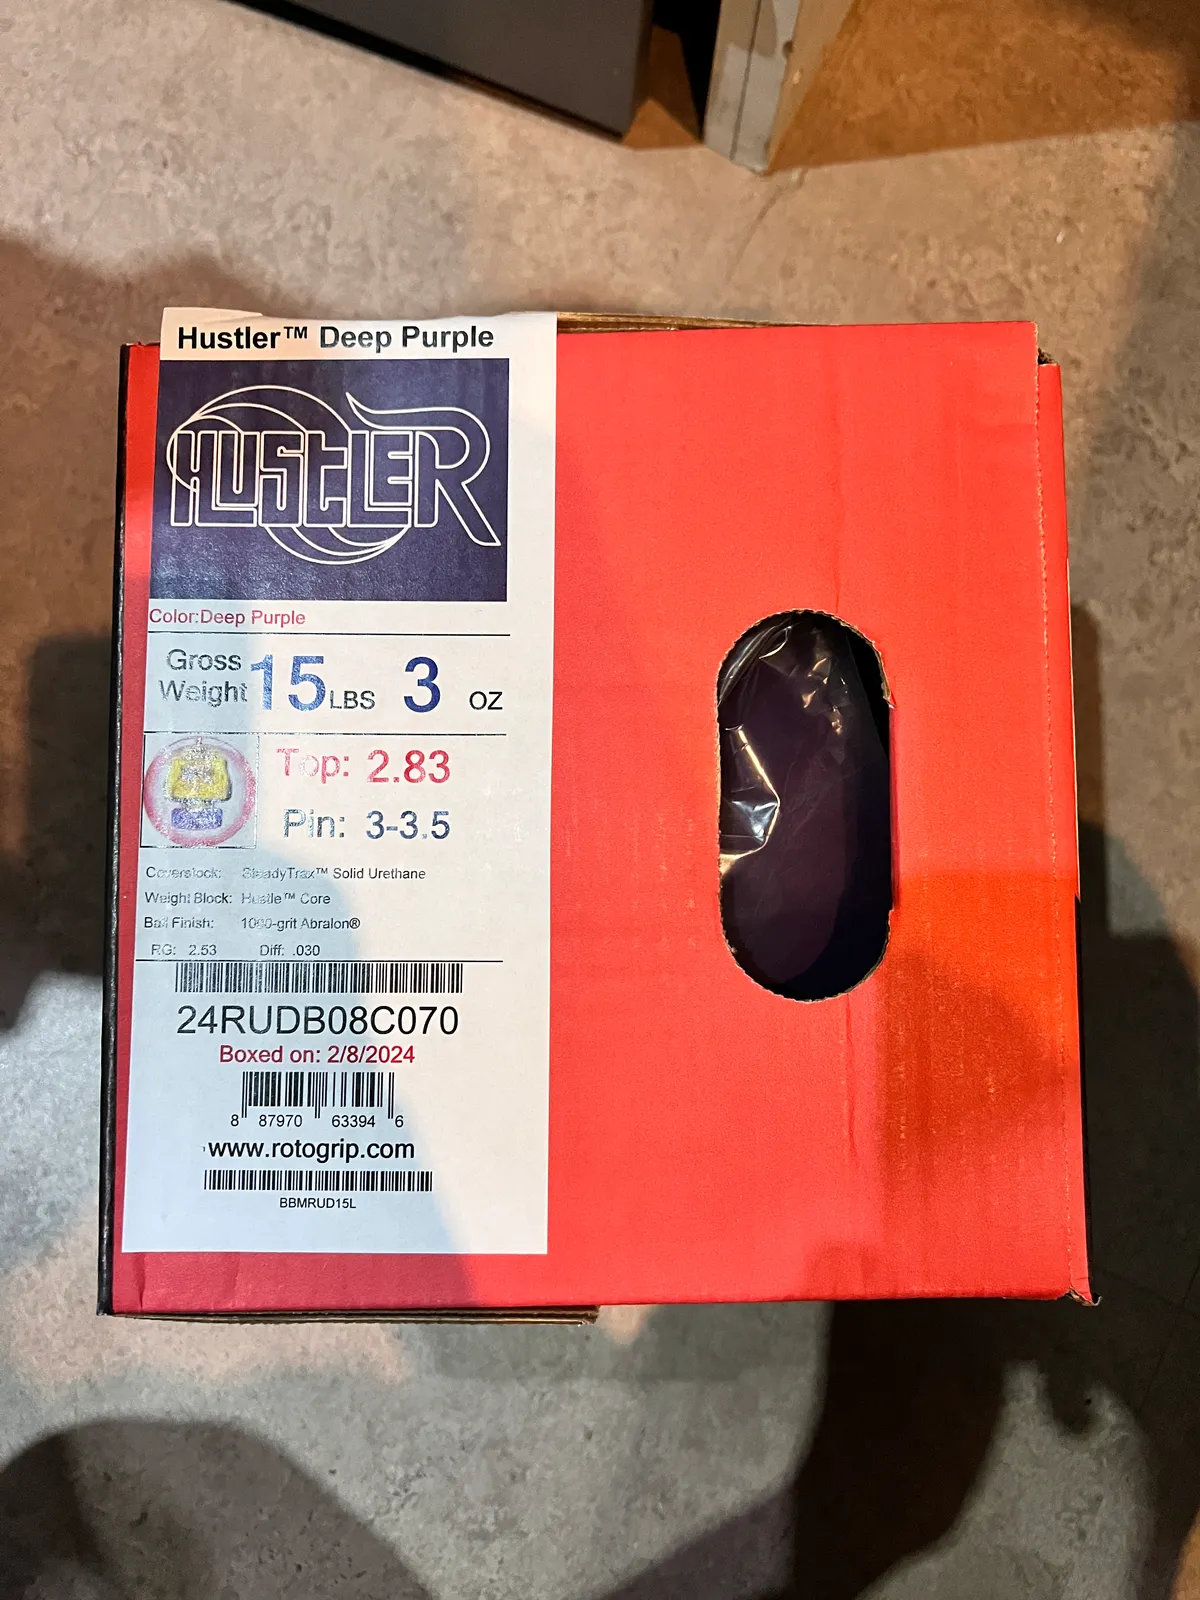 Hustler™ Deep Purple
HUSTLER
Color:Deep Purple
Gross
Weight 15 LBS 3 OZ
Top: 2.83
Pin: 3-3.5
Coverstock: SteadyTrax™ Solid Urethane
Weight Block: Hustle™ Core
Ball Finish: 1000-grit Abralon®
RG: 2.53 Diff: .030
24RUDB08C070
Boxed on: 2/8/2024
8 87970 63394 6
www.rotogrip.com
BBMRUD15L